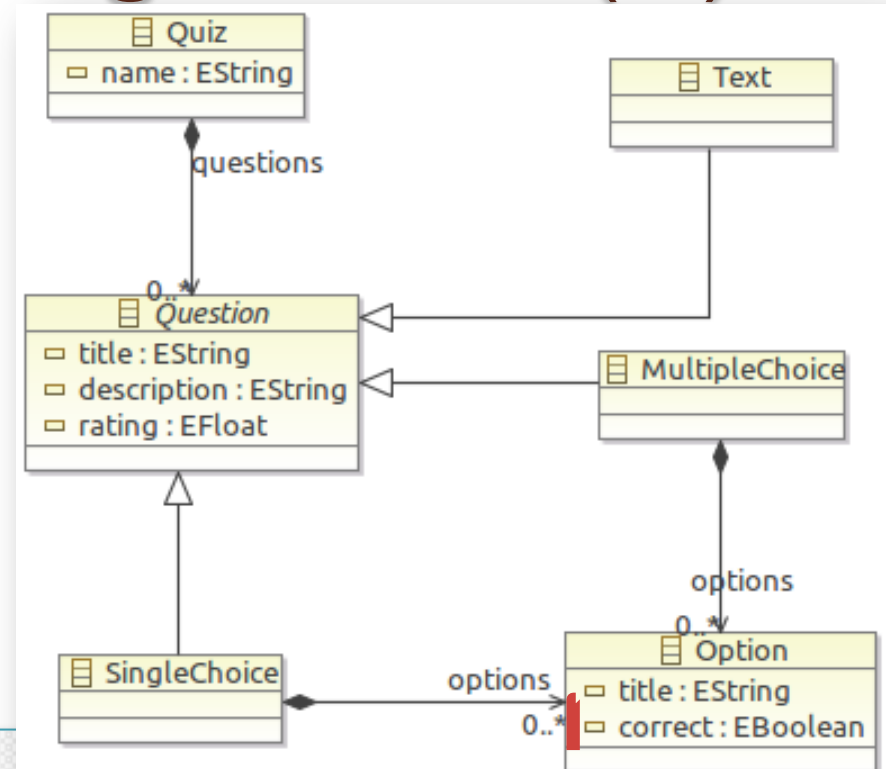 Quiz
name : EString
questions
0..*
Text
Question
title : EString
description : EString
rating : EFloat
MultipleChoice
options
0..*
SingleChoice
options
0..*
Option
title : EString
correct : EBoolean